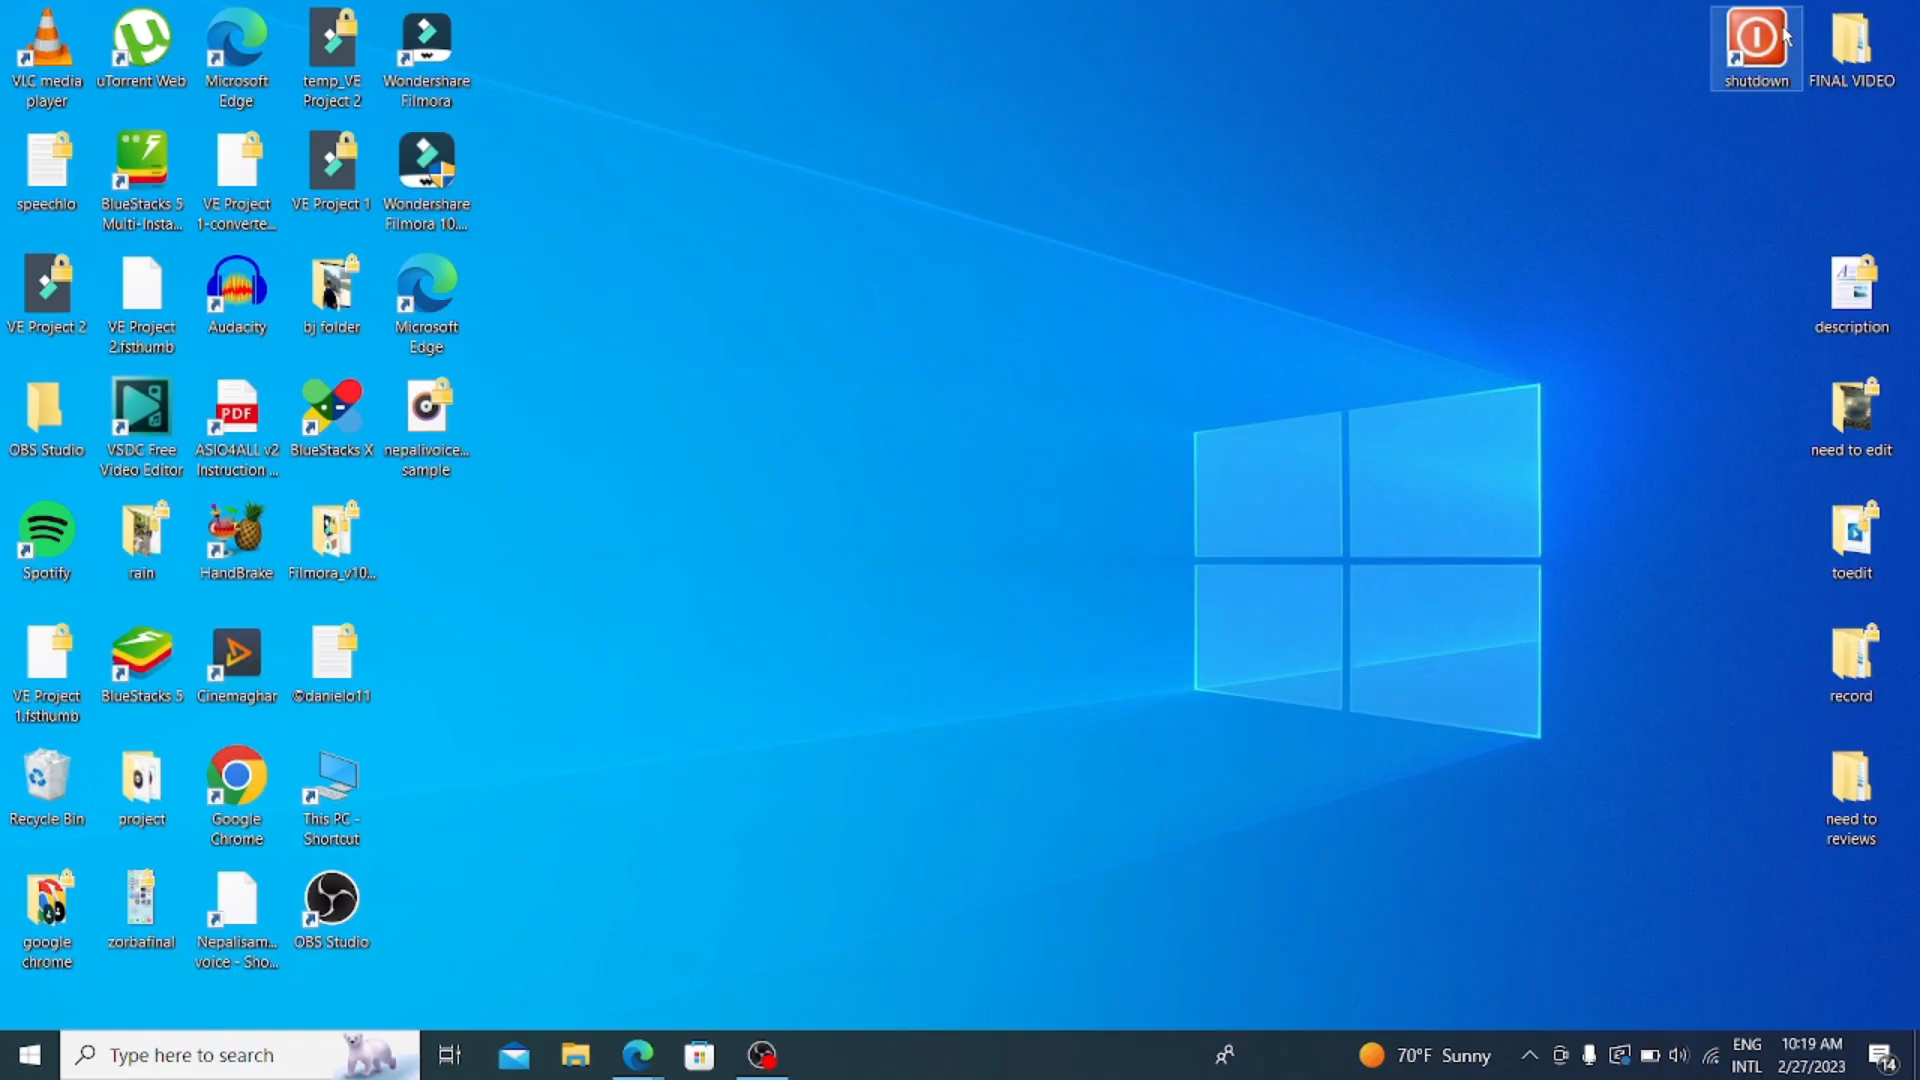 VLC media
player
uTorrent Web
Microsoft
Edge
temp_VE
Project 2
Wondershare
Filmora
shutdown
FINAL VIDEO
speechlo
BlueStacks 5
Multi-Insta...
VE Project
1-converte...
VE Project 1
Wondershare
Filmora 10....
VE Project 2
VE Project
2.fsthumb
Audacity
bj folder
Microsoft
Edge
description
OBS Studio
VSDC Free
Video Editor
PDF
ASIO4ALL v2
Instruction ...
BlueStacks X
nepalivoice...
sample
need to edit
Spotify
rain
HandBrake
Filmora_v10...
toedit
VE Project
1.fsthumb
BlueStacks 5
Cinemaghar
©danielo11
record
Recycle Bin
project
Google
Chrome
This PC -
Shortcut
need to
reviews
google
chrome
zorbafinal
Nepalisam...
voice - Sho...
OBS Studio
Type here to search
70°F Sunny
ENG
INTL
10:19 AM
2/27/2023
14